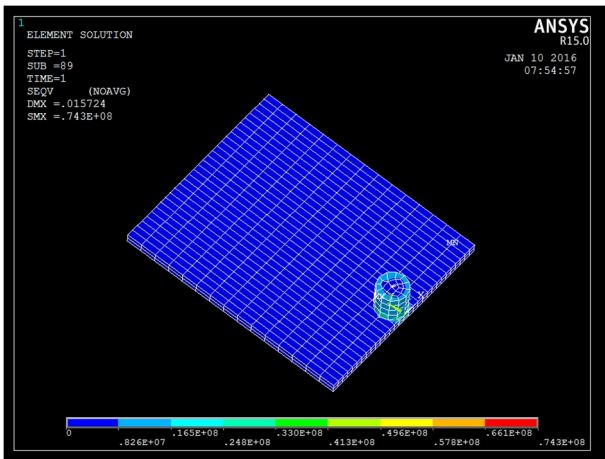 1
ELEMENT SOLUTION
ANSYS
R15.0
STEP=1
SUB =89
TIME=1
SEQV (NOAVG)
DMX =.015724
SMX =.743E+08
JAN 10 2016
07:54:57
MN
X
0 .165E+08 .330E+08 .496E+08 .661E+08
.826E+07 .248E+08 .413E+08 .578E+08 .743E+08